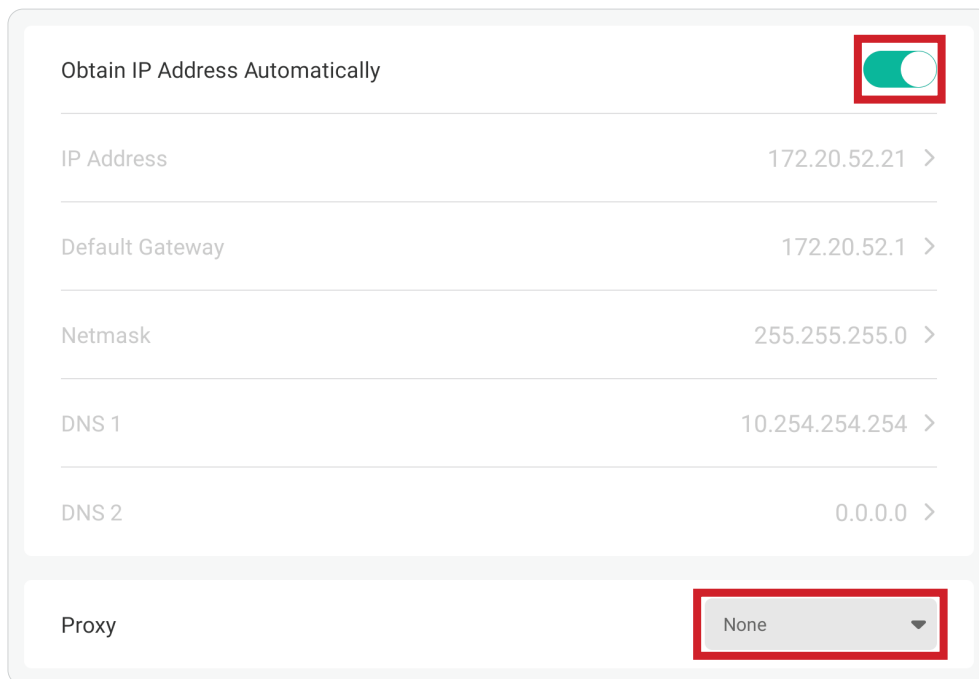 Obtain IP Address Automatically
IP Address 172.20.52.21
Default Gateway 172.20.52.1
Netmask 255.255.255.0
DNS 1 10.254.254.254
DNS 2 0.0.0.0
Proxy None